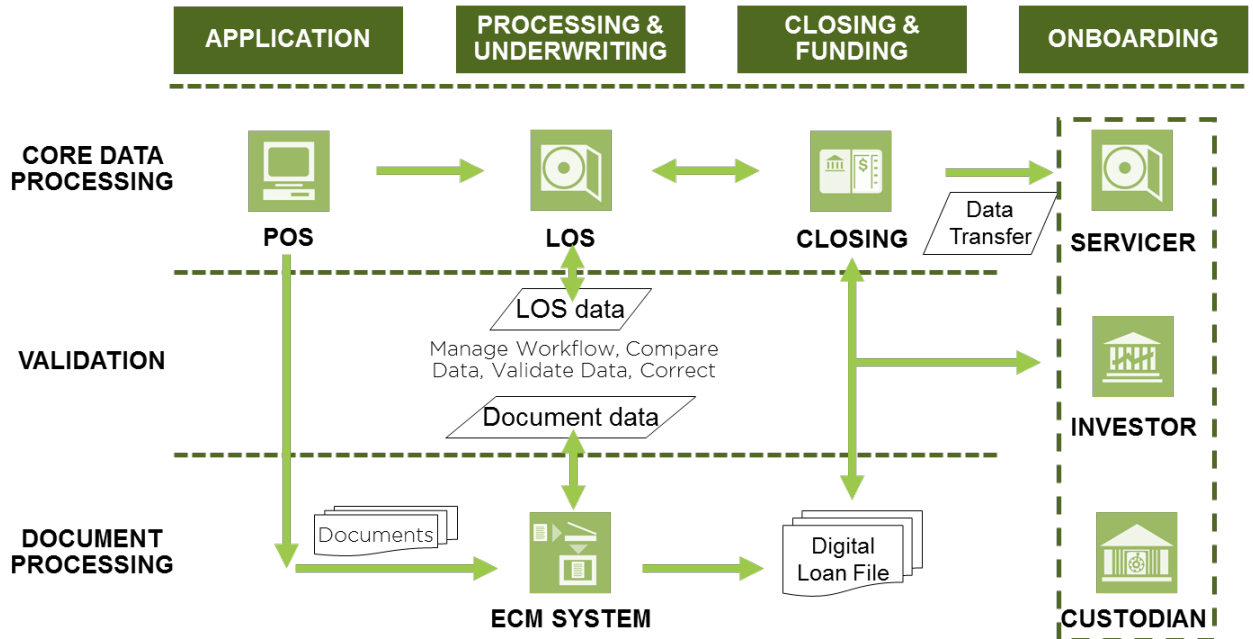 APPLICATION
PROCESSING &
UNDERWRITING
CLOSING &
FUNDING
ONBOARDING
CORE DATA
PROCESSING
POS
LOS
CLOSING
Data
Transfer
SERVICER
$
VALIDATION
LOS data
Manage Workflow, Compare
Data, Validate Data, Correct
Document data
INVESTOR
DOCUMENT
PROCESSING
Documents
ECM SYSTEM
Digital
Loan File
CUSTODIAN